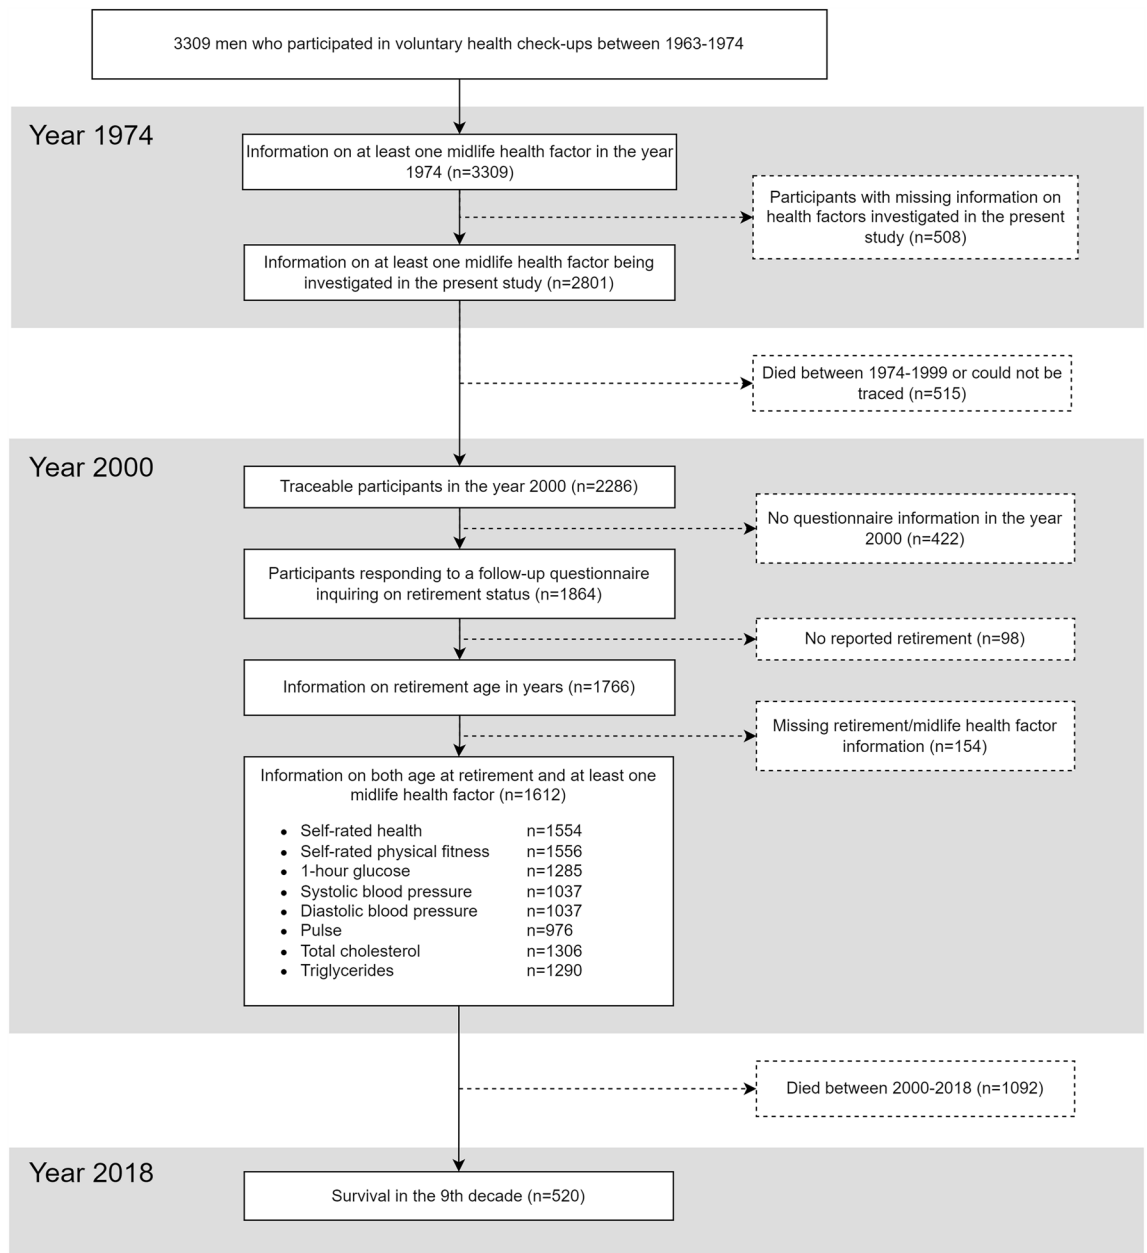 3309 men who participated in voluntary health check-ups between 1963-1974
Year 1974
Information on at least one midlife health factor in the year
1974 (n=3309)
Participants with missing information on
health factors investigated in the present
study (n=508)
Information on at least one midlife health factor being
investigated in the present study (n=2801)
Died between 1974-1999 or could not be
traced (n=515)
Year 2000
Traceable participants in the year 2000 (n=2286)
No questionnaire information in the year
2000 (n=422)
Participants responding to a follow-up questionnaire
inquiring on retirement status (n=1864)
No reported retirement (n=98)
Information on retirement age in years (n=1766)
Missing retirement/midlife health factor
information (n=154)
Information on both age at retirement and at least one
midlife health factor (n=1612)
• Self-rated health n=1554
• Self-rated physical fitness n=1556
• 1-hour glucose n=1285
• Systolic blood pressure n=1037
• Diastolic blood pressure n=1037
• Pulse n=976
• Total cholesterol n=1306
• Triglycerides n=1290
Died between 2000-2018 (n=1092)
Year 2018
Survival in the 9th decade (n=520)